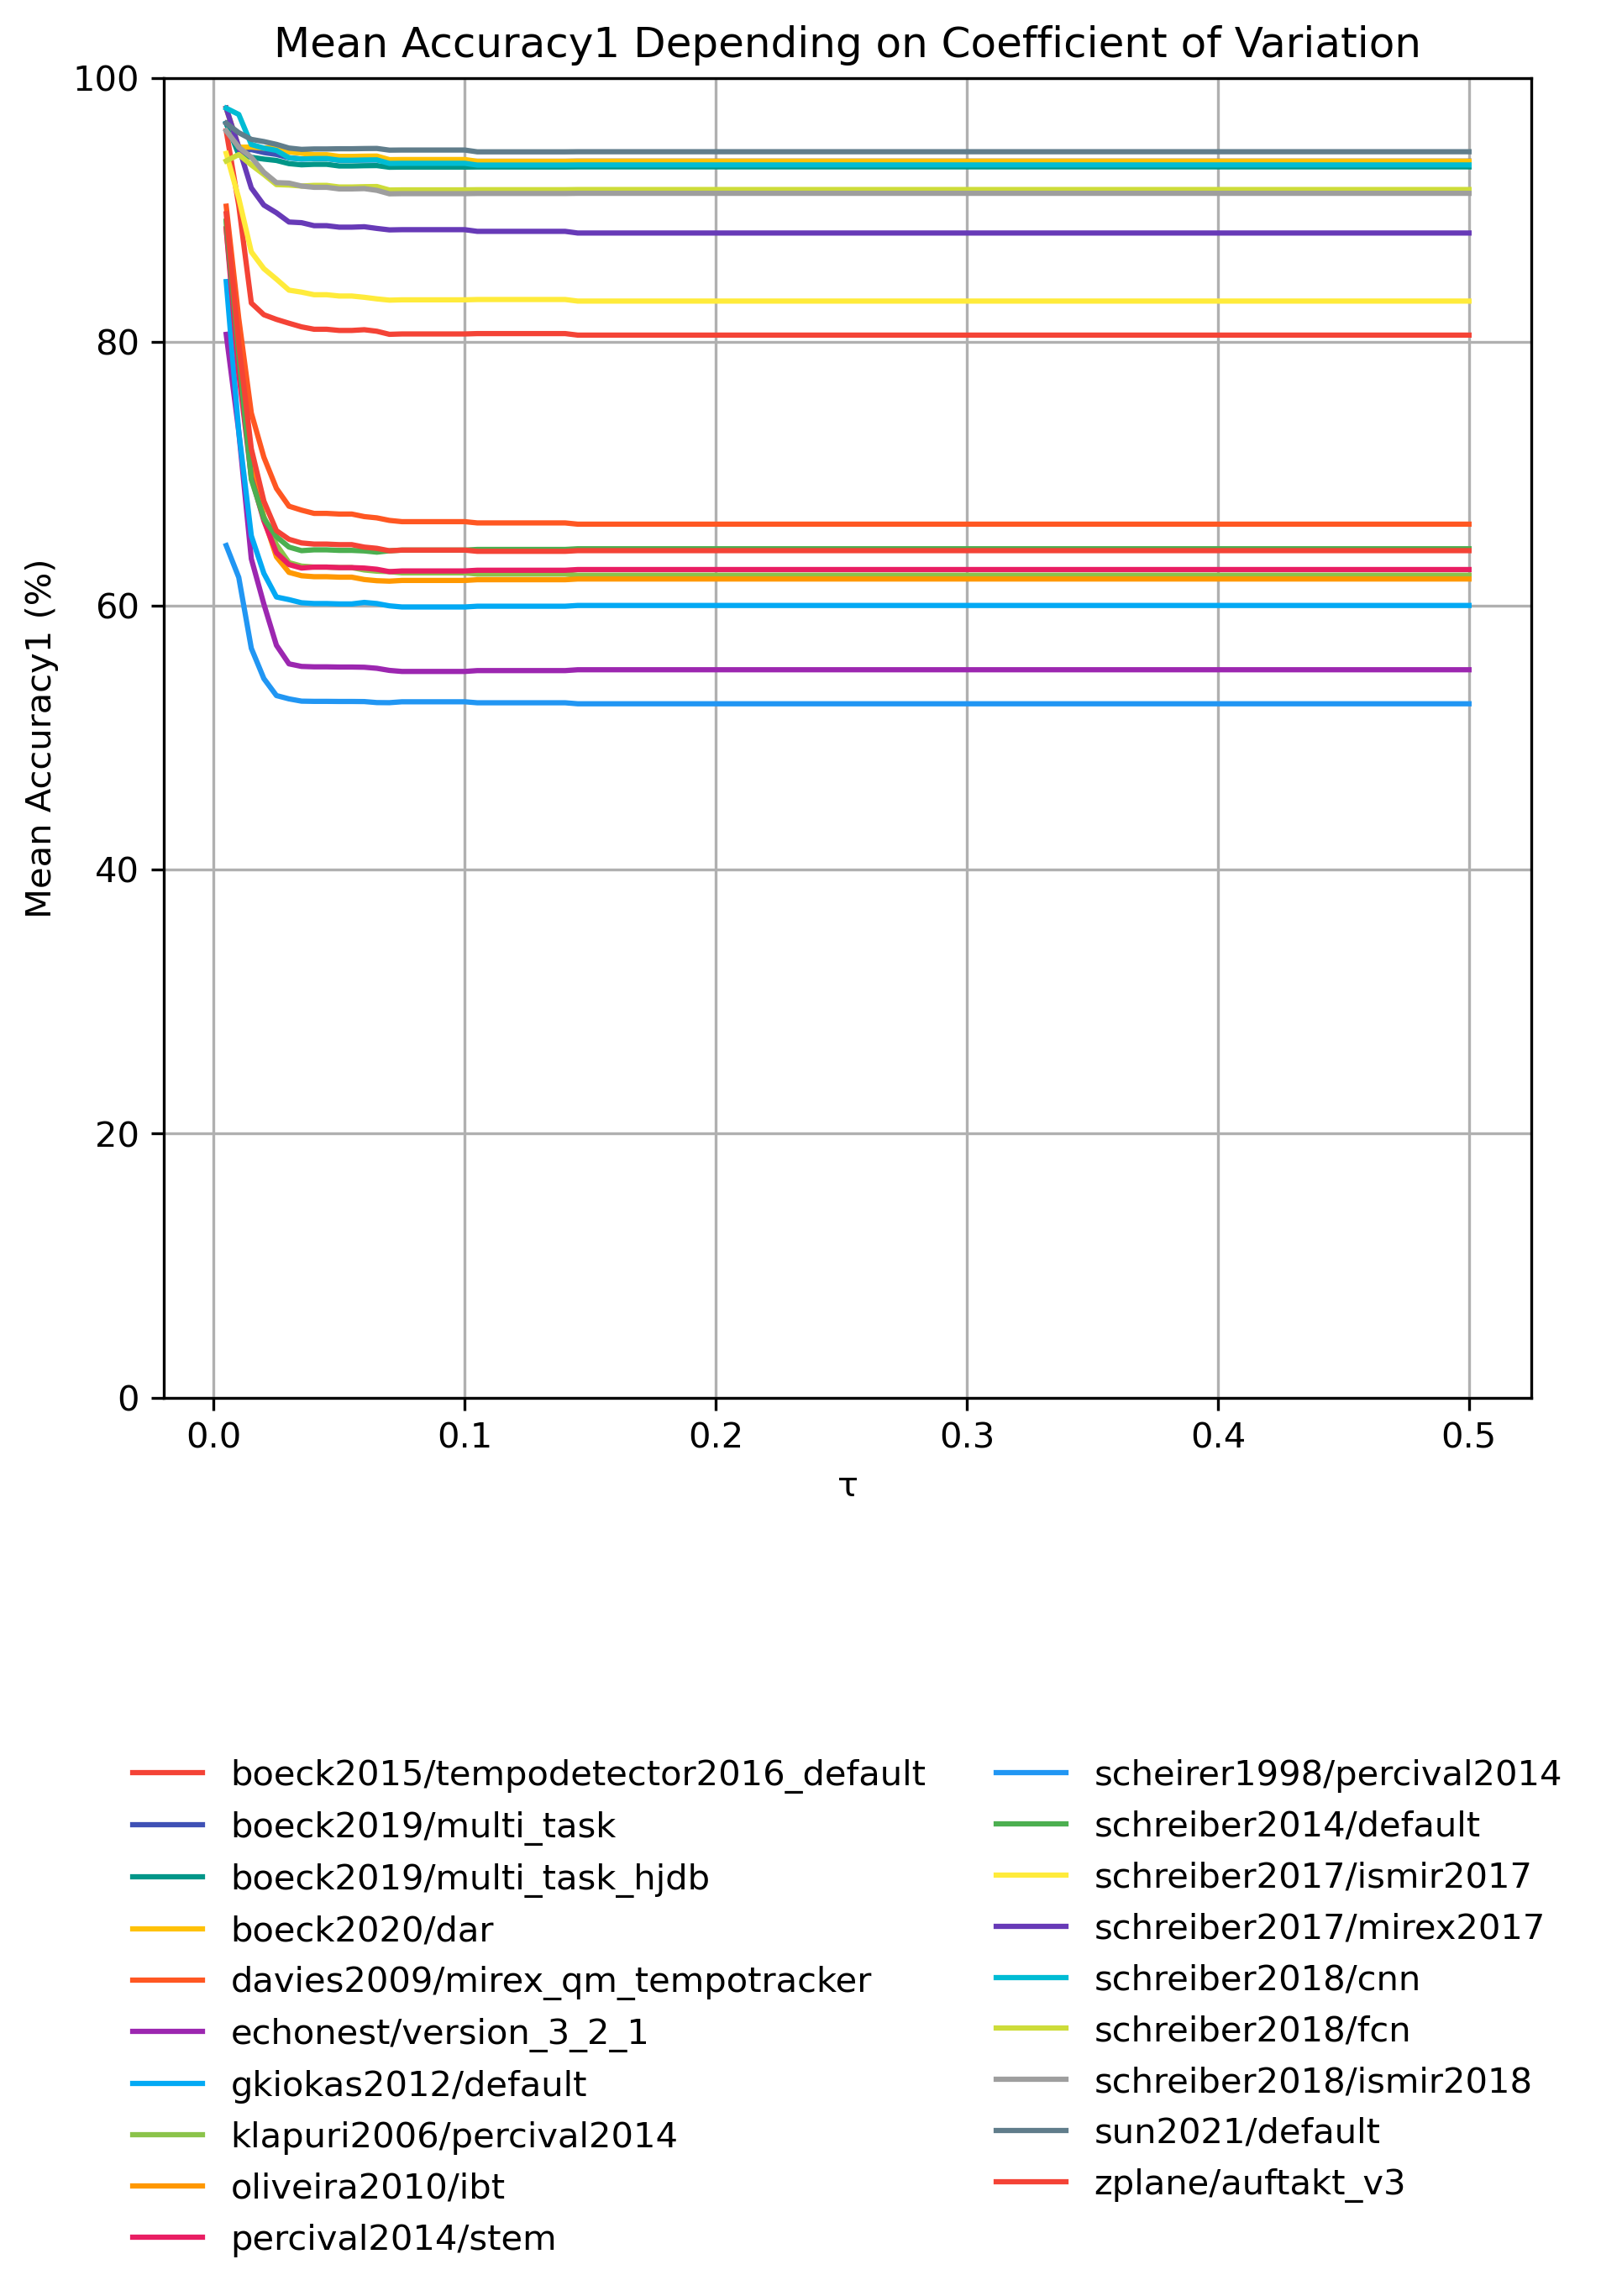 Mean Accuracy1 Depending on Coefficient of Variation
100
80
60
40
20
0
Mean Accuracy1 (%)
0.0 0.1 0.2 0.3 0.4 0.5
τ
boeck2015/tempodetector2016_default
boeck2019/multi_task
boeck2019/multi_task_hjdb
boeck2020/dar
davies2009/mirex_qm_tempotracker
echonest/version_3_2_1
gkiokas2012/default
klapuri2006/percival2014
oliveira2010/ibt
percival2014/stem
scheirer1998/percival2014
schreiber2014/default
schreiber2017/ismir2017
schreiber2017/mirex2017
schreiber2018/cnn
schreiber2018/fcn
schreiber2018/ismir2018
sun2021/default
zplane/auftakt_v3